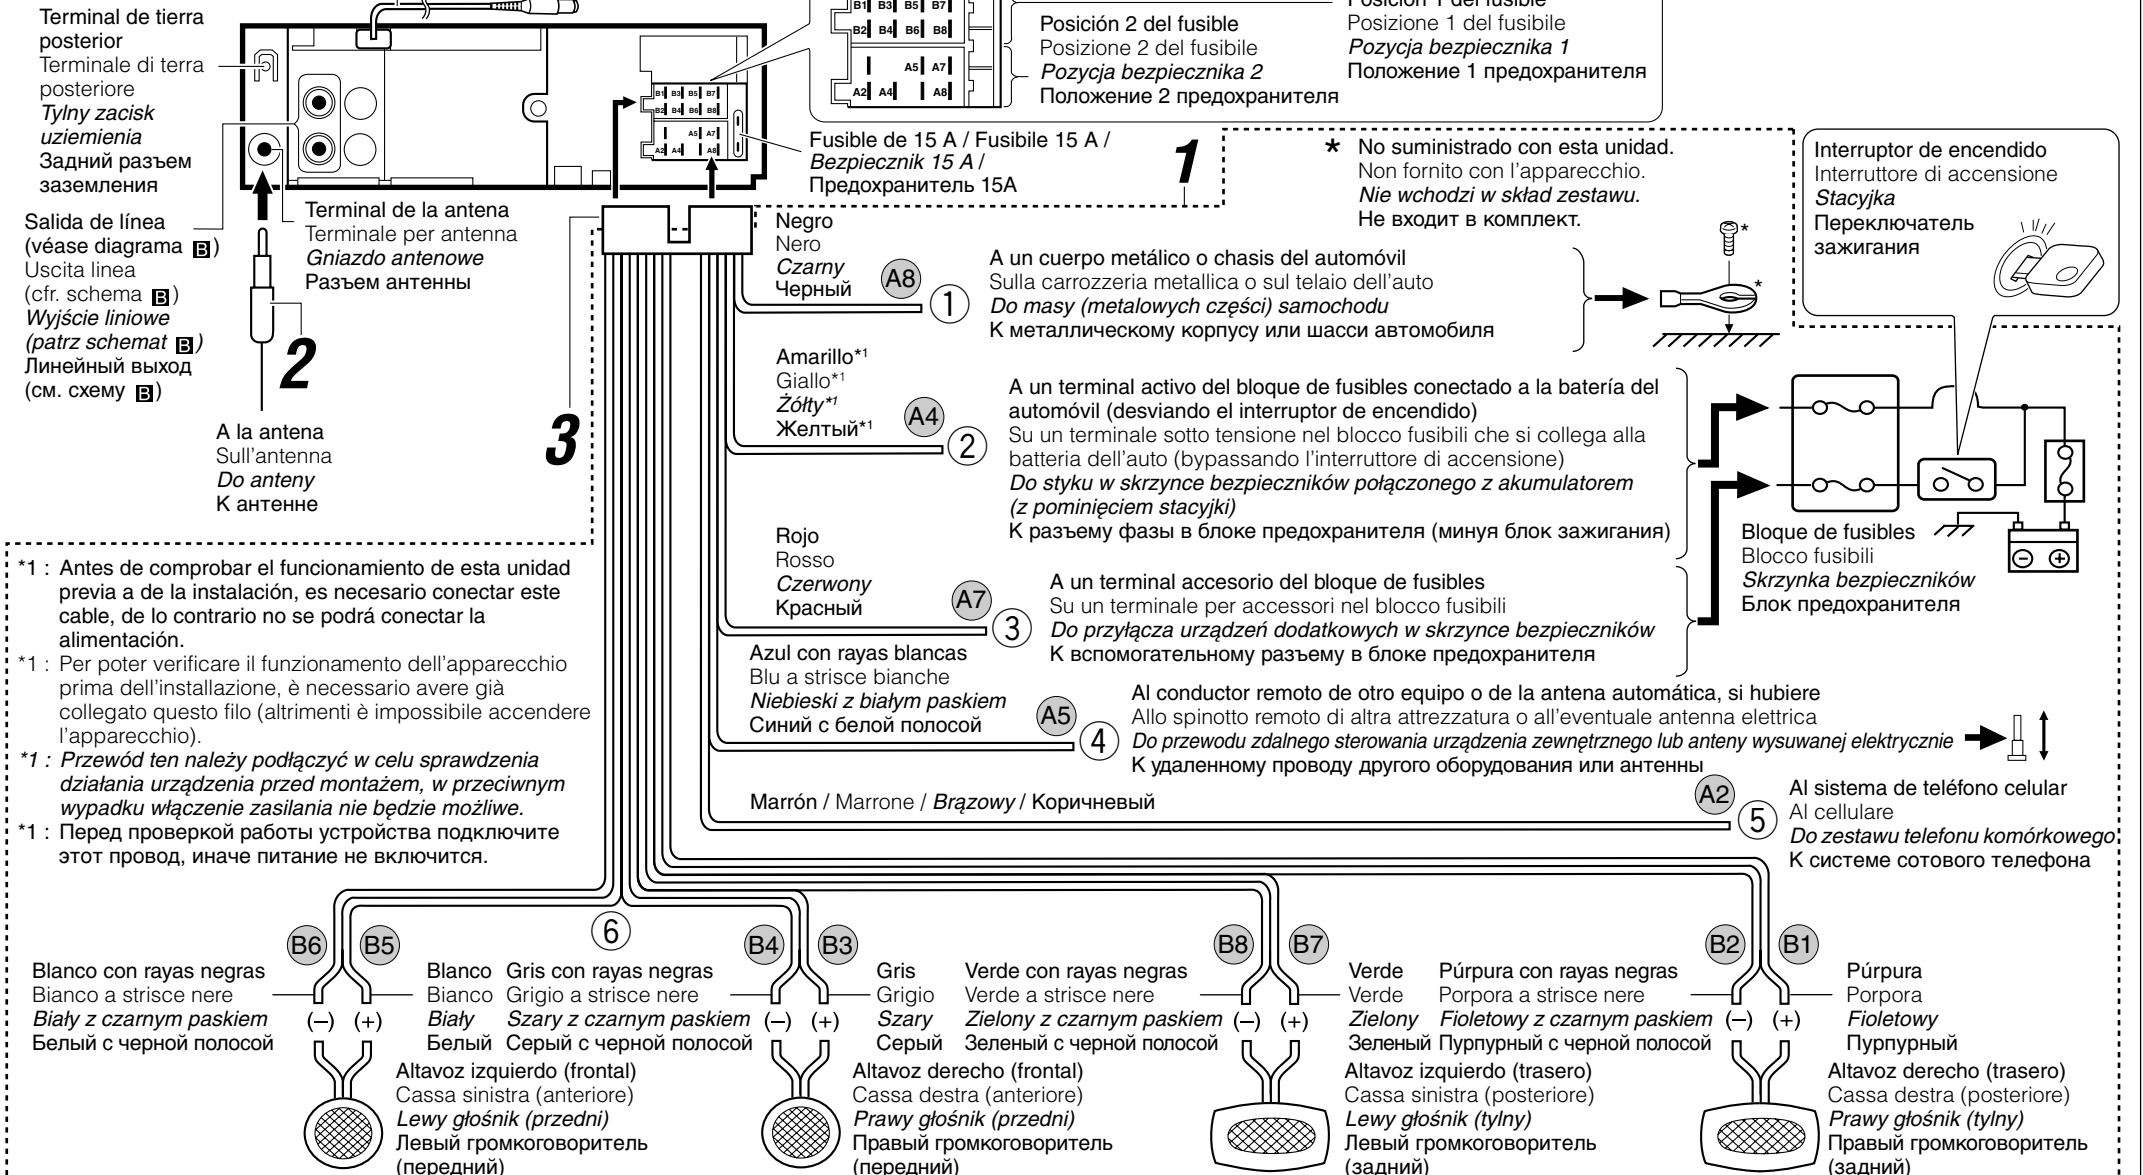 Terminal de tierra
posterior
Terminale di terra
posteriore
Tylny zacisk
uziemienia
Задний разъем
заземления
Salida de línea
(véase diagrama B)
Uscita linea
(cfr. schema B)
Wyjście liniowe
(patrz schemat B)
Линейный выход
(см. схему B)
Terminal de la antena
Terminale per antenna
Gniazdo antenowe
Разъем антенны
2
A la antena
Sull'antenna
Do anteny
К антенне
B1 B3 B5 B7
B2 B4 B6 B8
A5 A7
A2 A4 A8
B1 B3 B5 B7
B2 B4 B6 B8
A5 A7
A2 A4 A8
Posición 2 del fusible
Posizione 2 del fusibile
Pozycja bezpiecznika 2
Положение 2 предохранителя
Posición 1 del fusible
Posizione 1 del fusibile
Pozycja bezpiecznika 1
Положение 1 предохранителя
Fusible de 15 A / Fusibile 15 A /
Bezpiecznik 15 A /
Предохранитель 15A
1
* No suministrado con esta unidad.
Non fornito con l'apparecchio.
Nie wchodzi w skład zestawu.
Не входит в комплект.
Interruptor de encendido
Interruttore di accensione
Stacyjka
Переключатель
зажигания
3
Negro
Nero
Czarny
Черный
A8
1
A un cuerpo metálico o chasis del automóvil
Sulla carrozzeria metallica o sul telaio dell'auto
Do masy (metalowych części) samochodu
К металлическому корпусу или шасси автомобиля
*
*
Amarillo*1
Giallo*1
Żółty*1
Желтый*1
A4
2
A un terminal activo del bloque de fusibles conectado a la batería del
automóvil (desviando el interruptor de encendido)
Su un terminale sotto tensione nel blocco fusibili che si collega alla
batteria dell'auto (bypassando l'interruttore di accensione)
Do styku w skrzynce bezpieczników połączonego z akumulatorem
(z pominięciem stacyjki)
К разъему фазы в блоке предохранителя (минуя блок зажигания)
Bloque de fusibles
Blocco fusibili
Skrzynka bezpieczników
Блок предохранителя
Rojo
Rosso
Czerwony
Красный
A7
3
A un terminal accesorio del bloque de fusibles
Su un terminale per accessori nel blocco fusibili
Do przyłącza urządzeń dodatkowych w skrzynce bezpieczników
К вспомогательному разъему в блоке предохранителя
Azul con rayas blancas
Blu a strisce bianche
Niebieski z białym paskiem
Синий с белой полосой
A5
4
Al conductor remoto de otro equipo o de la antena automática, si hubiere
Allo spinotto remoto di altra attrezzatura o all'eventuale antenna elettrica
Do przewodu zdalnego sterowania urządzenia zewnętrznego lub anteny wysuwanej elektrycznie
К удаленному проводу другого оборудования или антенны
Marrón / Marrone / Brązowy / Коричневый
A2
5
Al sistema de teléfono celular
Al cellulare
Do zestawu telefonu komórkowego
К системе сотового телефона
*1 : Antes de comprobar el funcionamiento de esta unidad
previa a de la instalación, es necesario conectar este
cable, de lo contrario no se podrá conectar la
alimentación.
*1 : Per poter verificare il funzionamento dell'apparecchio
prima dell'installazione, è necessario avere già
collegato questo filo (altrimenti è impossibile accendere
l'apparecchio).
*1 : Przewód ten należy podłączyć w celu sprawdzenia
działania urządzenia przed montażem, w przeciwnym
wypadku włączenie zasilania nie będzie możliwe.
*1 : Перед проверкой работы устройства подключите
этот провод, иначе питание не включится.
6
B6 B5
Blanco con rayas negras
Bianco a strisce nere
Biały z czarnym paskiem
Белый с черной полосой
(–) (+)
Blanco
Bianco
Biały
Белый
Altavoz izquierdo (frontal)
Cassa sinistra (anteriore)
Lewy głośnik (przedni)
Левый громкоговоритель
(передний)
B4 B3
Gris con rayas negras
Grigio a strisce nere
Szary z czarnym paskiem
Серый с черной полосой
(–) (+)
Gris
Grigio
Szary
Серый
Altavoz derecho (frontal)
Cassa destra (anteriore)
Prawy głośnik (przedni)
Правый громкоговоритель
(передний)
B8 B7
Verde con rayas negras
Verde a strisce nere
Zielony z czarnym paskiem
Зеленый с черной полосой
(–) (+)
Verde
Verde
Zielony
Зеленый
Altavoz izquierdo (trasero)
Cassa sinistra (posteriore)
Lewy głośnik (tylny)
Левый громкоговоритель
(задний)
B2 B1
Púrpura con rayas negras
Porpora a strisce nere
Fioletowy z czarnym paskiem
Пурпурный с черной полосой
(–) (+)
Púrpura
Porpora
Fioletowy
Пурпурный
Altavoz derecho (trasero)
Cassa destra (posteriore)
Prawy głośnik (tylny)
Правый громкоговоритель
(задний)